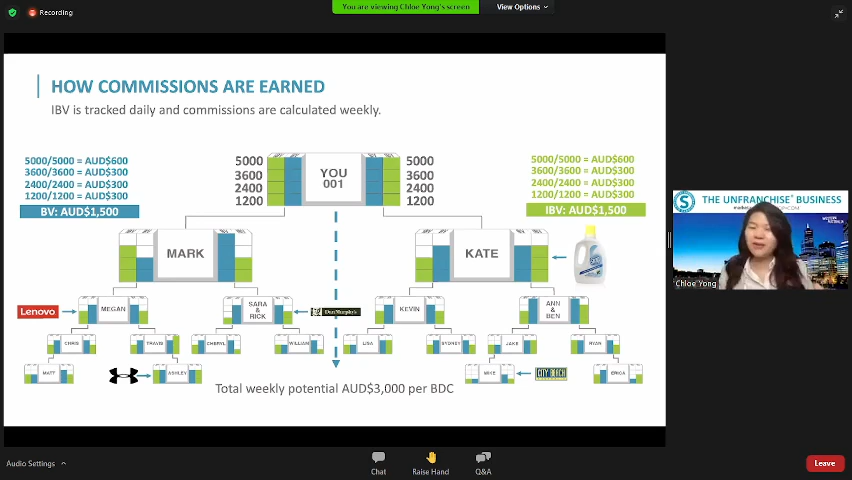 Recording
You are viewing Chloe Yong's screen
View Options
HOW COMMISSIONS ARE EARNED
IBV is tracked daily and commissions are calculated weekly.
5000/5000 = AUD$600
3600/3600 = AUD$300
2400/2400 = AUD$300
1200/1200 = AUD$300
BV: AUD$1,500
5000
3600
2400
1200
YOU
001
5000
3600
2400
1200
5000/5000 = AUD$600
3600/3600 = AUD$300
2400/2400 = AUD$300
1200/1200 = AUD$300
IBV: AUD$1,500
MARK
KATE
Lenovo
MEGAN
SARA
&
RICK
Dan Murphy's
KEVIN
ANN
&
BEN
CHRIS
TRAVIS
CHERYL
WILLIAM
LISA
SYDNEY
JAKE
RYAN
MATT
ASHLEY
MIKE
CITY BEACH
ERICA
Total weekly potential AUD$3,000 per BDC
THE UNFRANCHISE® BUSINESS
Chloe Yong
Audio Settings
Chat
Raise Hand
Q&A
Leave